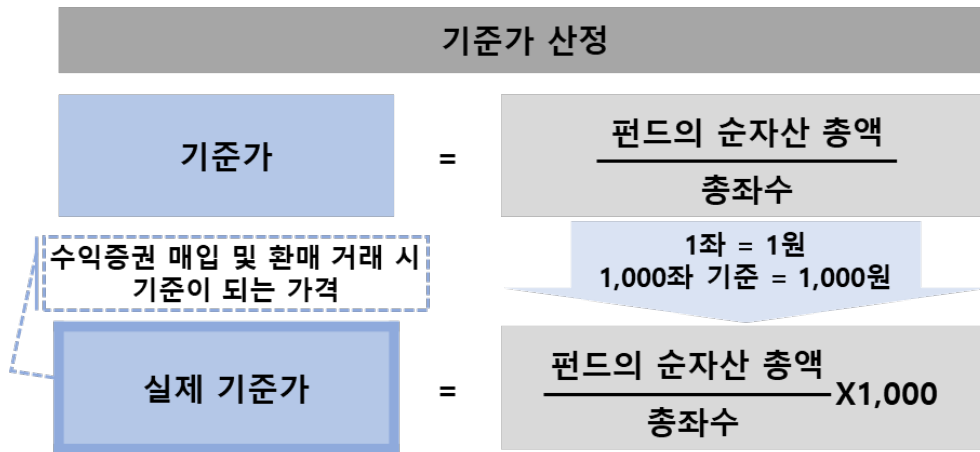 기준가 산정
기준가
=
펀드의 순자산 총액
총좌수
수익증권 매입 및 환매 거래 시
기준이 되는 가격
1좌 = 1원
1,000좌 기준 = 1,000원
실제 기준가
=
펀드의 순자산 총액
총좌수
X1,000